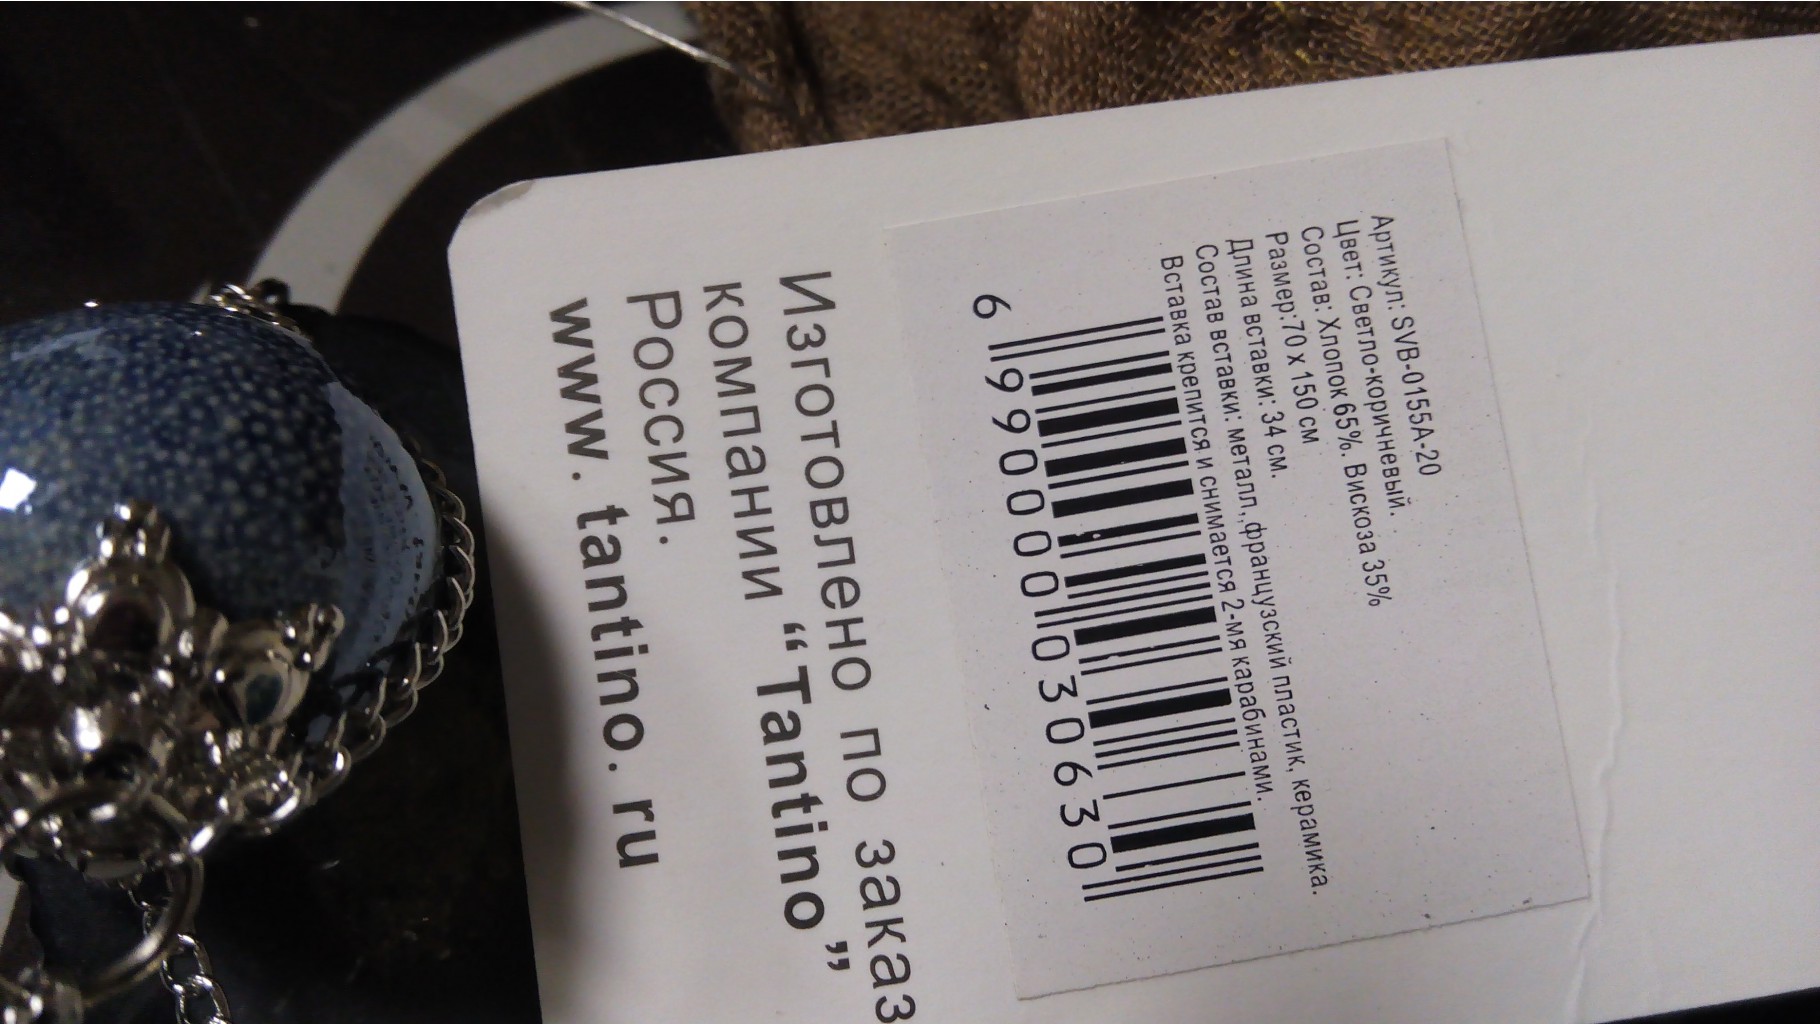 Артикул: SVB-0155A-20
Цвет: Светло-коричневый.
Состав: Хлопок 65%. Вискоза 35%
Размер:70 x 150 см
Длина вставки: 34 см.
Состав вставки: металл,,французский пластик, керамика.
Вставка крепится и снимается 2-мя карабинами.
6 990000 030630
Изготовлено по заказ
компании “Tantino”
Россия.
www. tantino. ru